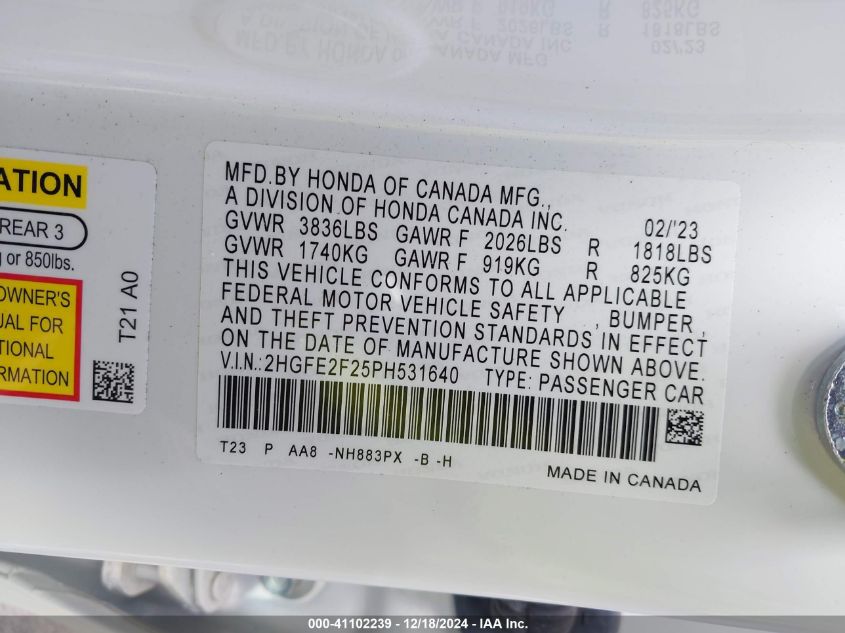 MFD.BY HONDA OF CANADA MFG.,
A DIVISION OF HONDA CANADA INC. 02/'23
GVWR 3836LBS GAWR F 2026LBS R 1818LBS
GVWR 1740KG GAWR F 919KG R 825KG
THIS VEHICLE CONFORMS TO ALL APPLICABLE
FEDERAL MOTOR VEHICLE SAFETY , BUMPER ,
AND THEFT PREVENTION STANDARDS IN EFFECT
ON THE DATE OF MANUFACTURE SHOWN ABOVE.
V.I.N.:2HGFE2F25PH531640 TYPE: PASSENGER CAR
T23 P AA8 -NH883PX -B -H
MADE IN CANADA
ATION
REAR 3
or 850lbs.
OWNER'S
UAL FOR
TIONAL
ORMATION
T21 A0
000-41102239 - 12/18/2024 - IAA Inc.